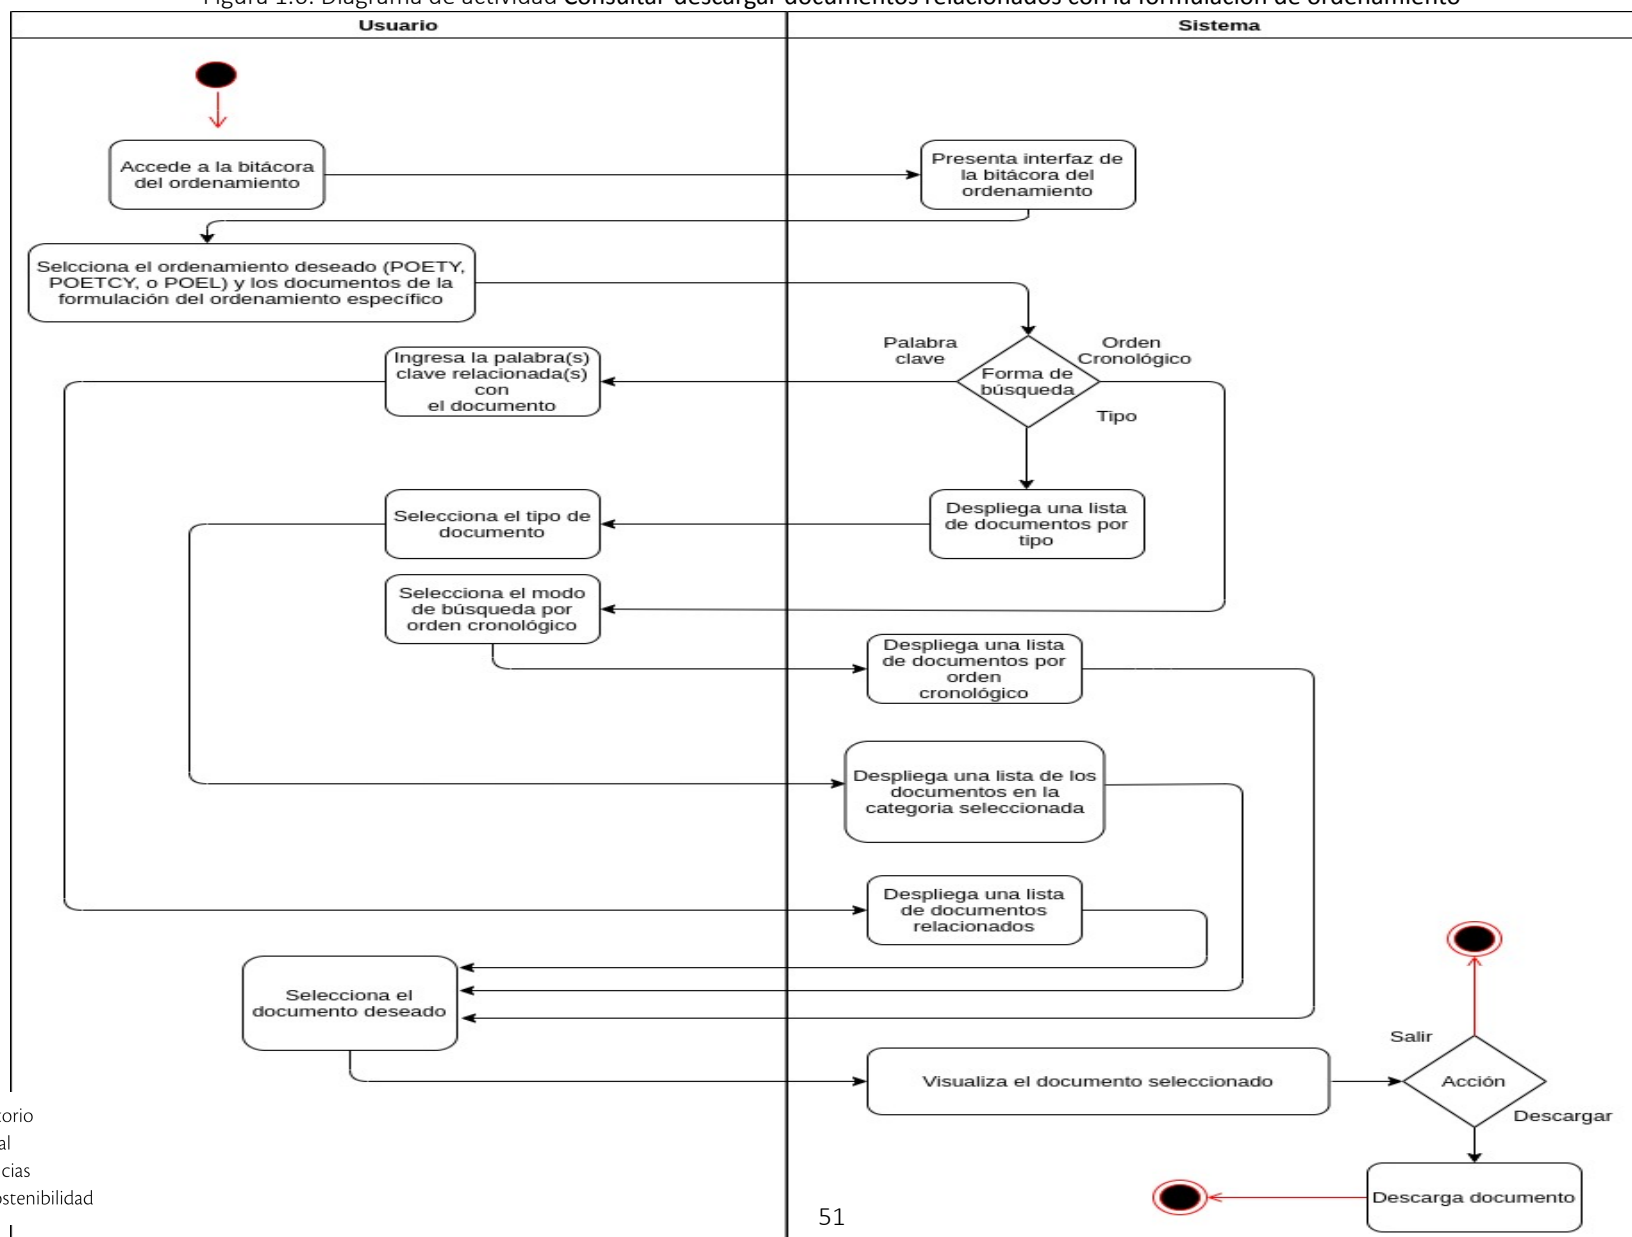 Figura 1.6. Diagrama de actividad Consultar-descargar documentos relacionados con la formulación de ordenamiento
Usuario
Sistema
Accede a la bitácora
del ordenamiento
Presenta interfaz de
la bitácora del
ordenamiento
Selcciona el ordenamiento deseado (POETY,
POETCY, o POEL) y los documentos de la
formulación del ordenamiento específico
Palabra
clave
Orden
Cronológico
Forma de
búsqueda
Tipo
Ingresa la palabra(s)
clave relacionada(s)
con
el documento
Selecciona el tipo de
documento
Despliega una lista
de documentos por
tipo
Selecciona el modo
de búsqueda por
orden cronológico
Despliega una lista
de documentos por
orden
cronológico
Despliega una lista de los
documentos en la
categoria seleccionada
Despliega una lista
de documentos
relacionados
Selecciona el
documento deseado
Visualiza el documento seleccionado
Salir
Acción
Descargar
Descarga documento
torio
al
cias
ostenibilidad
51